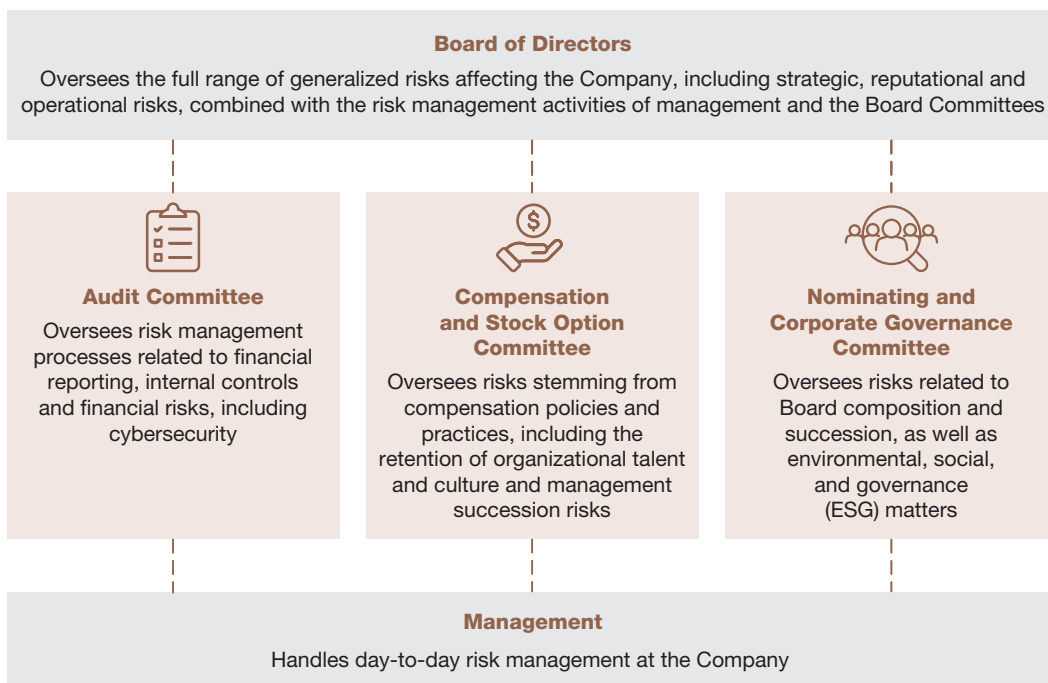 Board of Directors
Oversees the full range of generalized risks affecting the Company, including strategic, reputational and
operational risks, combined with the risk management activities of management and the Board Committees
$
Audit Committee
Oversees risk management
processes related to financial
reporting, internal controls
and financial risks, including
cybersecurity
Compensation
and Stock Option
Committee
Oversees risks stemming from
compensation policies and
practices, including the
retention of organizational talent
and culture and management
succession risks
Nominating and
Corporate Governance
Committee
Oversees risks related to
Board composition and
succession, as well as
environmental, social,
and governance
(ESG) matters
Management
Handles day-to-day risk management at the Company